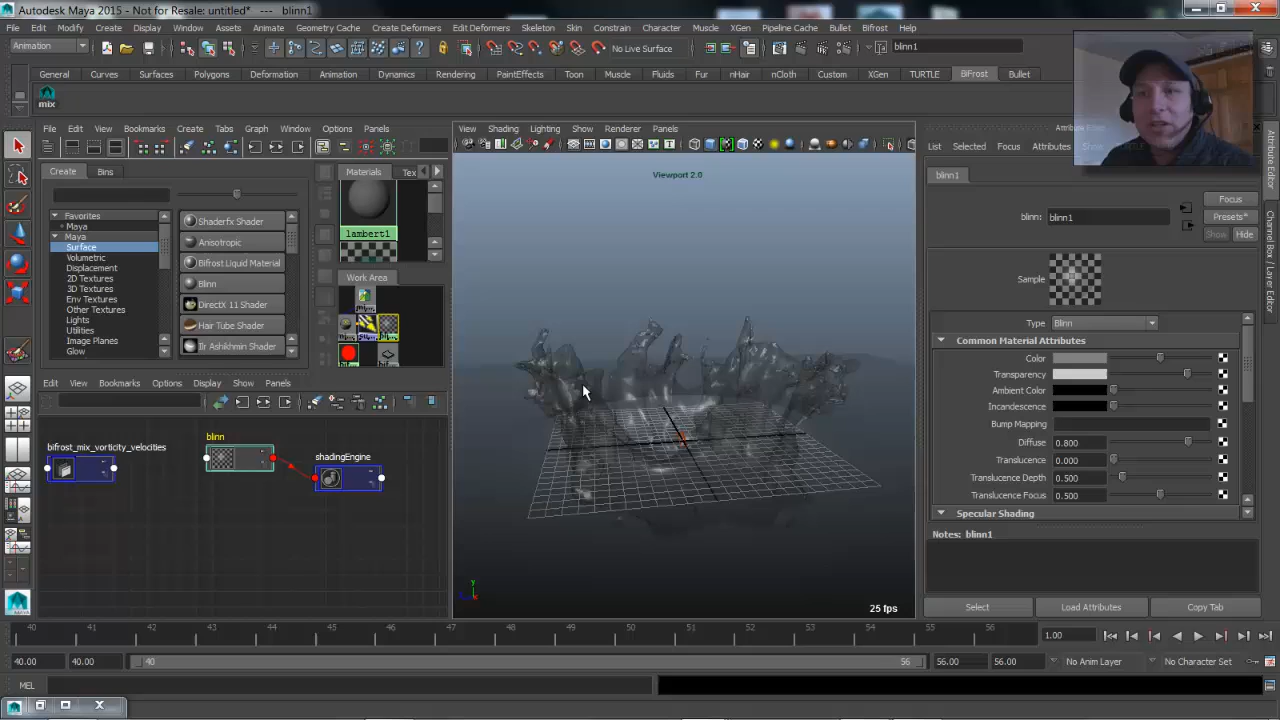 Autodesk Maya 2015 - Not for Resale: untitled* --- blinn1
File Edit Modify Create Display Window Assets Animate Geometry Cache Create Deformers Edit Deformers Skeleton Skin Constrain Character Muscle XGen Pipeline Cache Bullet Bifrost Help
Animation
No Live Surface
blinn1
General Curves Surfaces Polygons Deformation Animation Dynamics Rendering PaintEffects Toon Muscle Fluids Fur nHair nCloth Custom XGen TURTLE BiFrost Bullet
mix
File Edit View Bookmarks Create Tabs Graph Window Options Panels
View Shading Lighting Show Renderer Panels
List Selected Focus Attributes
Create Bins
Materials Tex
Viewport 2.0
blinn1
Favorites
Maya
Maya
Surface
Volumetric
Displacement
2D Textures
3D Textures
Env Textures
Other Textures
Lights
Utilities
Image Planes
Glow
Shaderfx Shader
Anisotropic
Bifrost Liquid Material
Blinn
DirectX 11 Shader
Hair Tube Shader
Ir Ashikhmin Shader
lambert1
Work Area
blinn: blinn1
Focus
Presets*
Show Hide
Sample
Type Blinn
Common Material Attributes
Color
Transparency
Ambient Color
Incandescence
Bump Mapping
Diffuse 0.800
Translucence 0.000
Translucence Depth 0.500
Translucence Focus 0.500
Specular Shading
Notes: blinn1
Select Load Attributes Copy Tab
Attribute Editor
Channel Box / Layer Editor
Edit View Bookmarks Options Display Show Panels
bifrost_mix_vorticity_velocities
blinn
shadingEngine
y
25 fps
40 41 42 43 44 45 46 47 48 49 50 51 52 53 54 55 56
1.00
40.00 40.00 40 56 56.00 56.00 No Anim Layer No Character Set
MEL